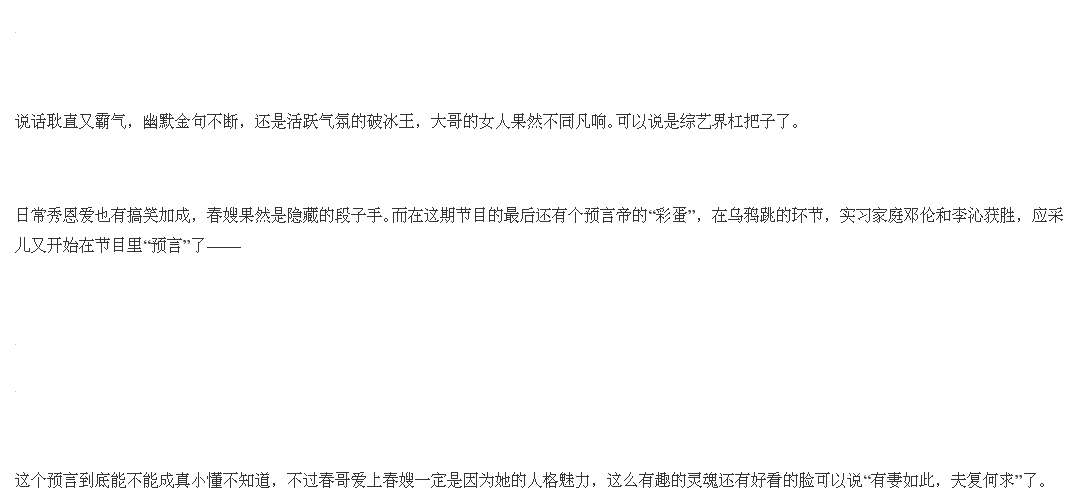 说话耿直又霸气，幽默金句不断，还是活跃气氛的破冰王，大哥的女人果然不同凡响。可以说是综艺界杠把子了。
日常秀恩爱也有搞笑加成，春嫂果然是隐藏的段子手。而在这期节目的最后还有个预言帝的“彩蛋”，在乌鸦跳的环节，实习家庭邓伦和李沁获胜，应采
儿又开始在节目里“预言”了——
这个预言到底能不能成真小懂不知道，不过春哥爱上春嫂一定是因为她的人格魅力，这么有趣的灵魂还有好看的脸可以说“有妻如此，夫复何求”了。